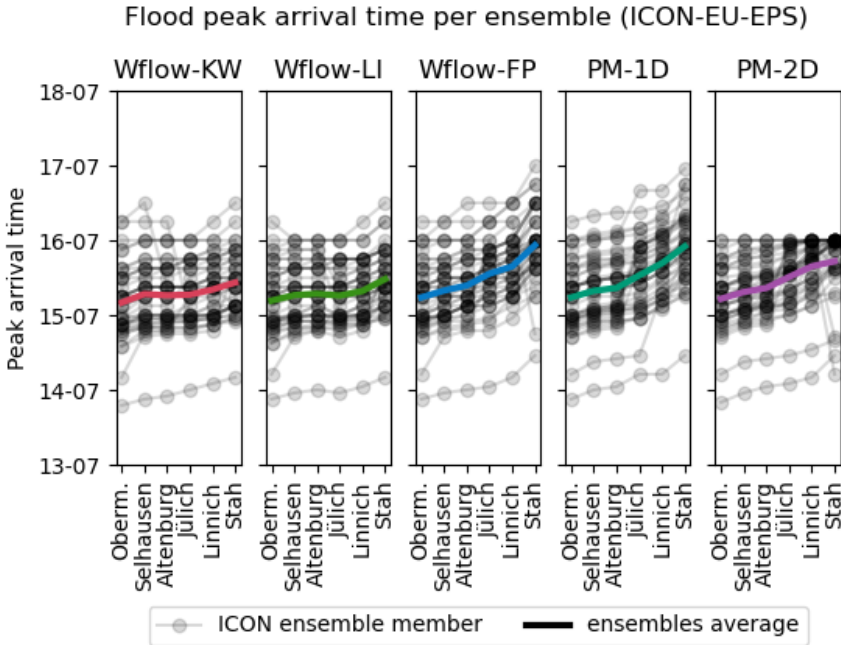 Flood peak arrival time per ensemble (ICON-EU-EPS)
Wflow-KW Wflow-LI Wflow-FP PM-1D PM-2D
Peak arrival time
18-07
17-07
16-07
15-07
14-07
13-07
Oberm. Selhausen Altenburg Jülich Linnich Stah
Oberm. Selhausen Altenburg Jülich Linnich Stah
Oberm. Selhausen Altenburg Jülich Linnich Stah
Oberm. Selhausen Altenburg Jülich Linnich Stah
Oberm. Selhausen Altenburg Jülich Linnich Stah
ICON ensemble member ensembles average